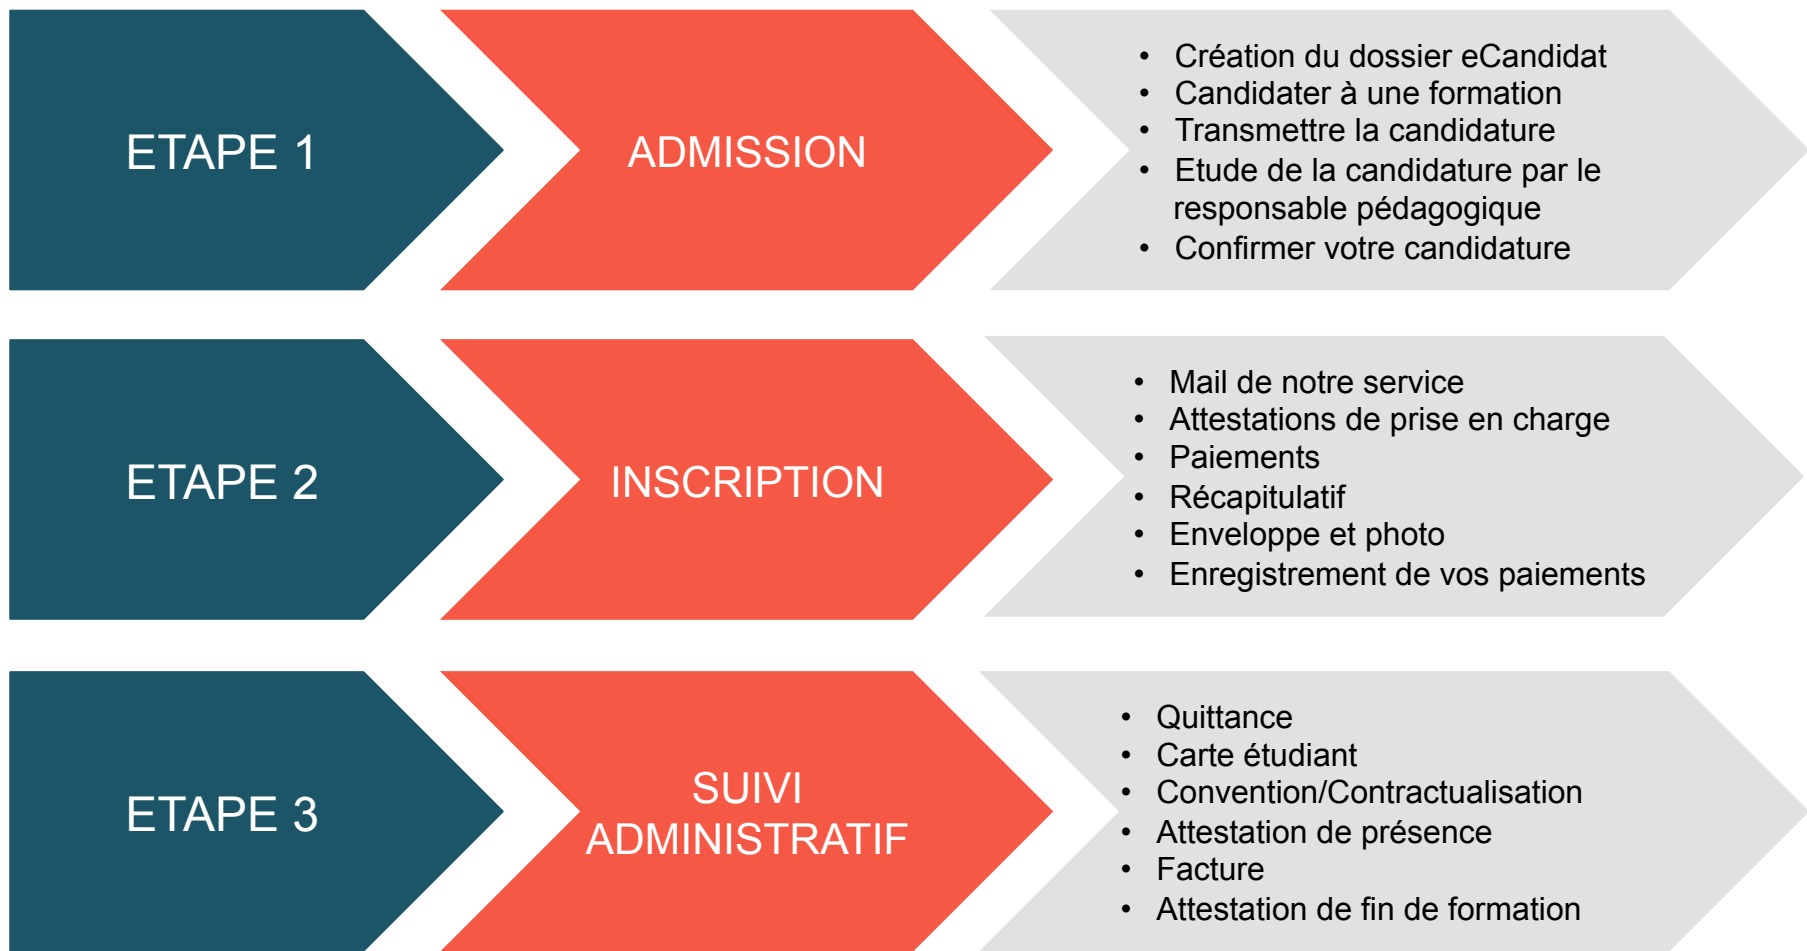 ETAPE 1
ADMISSION
• Création du dossier eCandidat
• Candidater à une formation
• Transmettre la candidature
• Etude de la candidature par le
responsable pédagogique
• Confirmer votre candidature
ETAPE 2
INSCRIPTION
• Mail de notre service
• Attestations de prise en charge
• Paiements
• Récapitulatif
• Enveloppe et photo
• Enregistrement de vos paiements
ETAPE 3
SUIVI
ADMINISTRATIF
• Quittance
• Carte étudiant
• Convention/Contractualisation
• Attestation de présence
• Facture
• Attestation de fin de formation